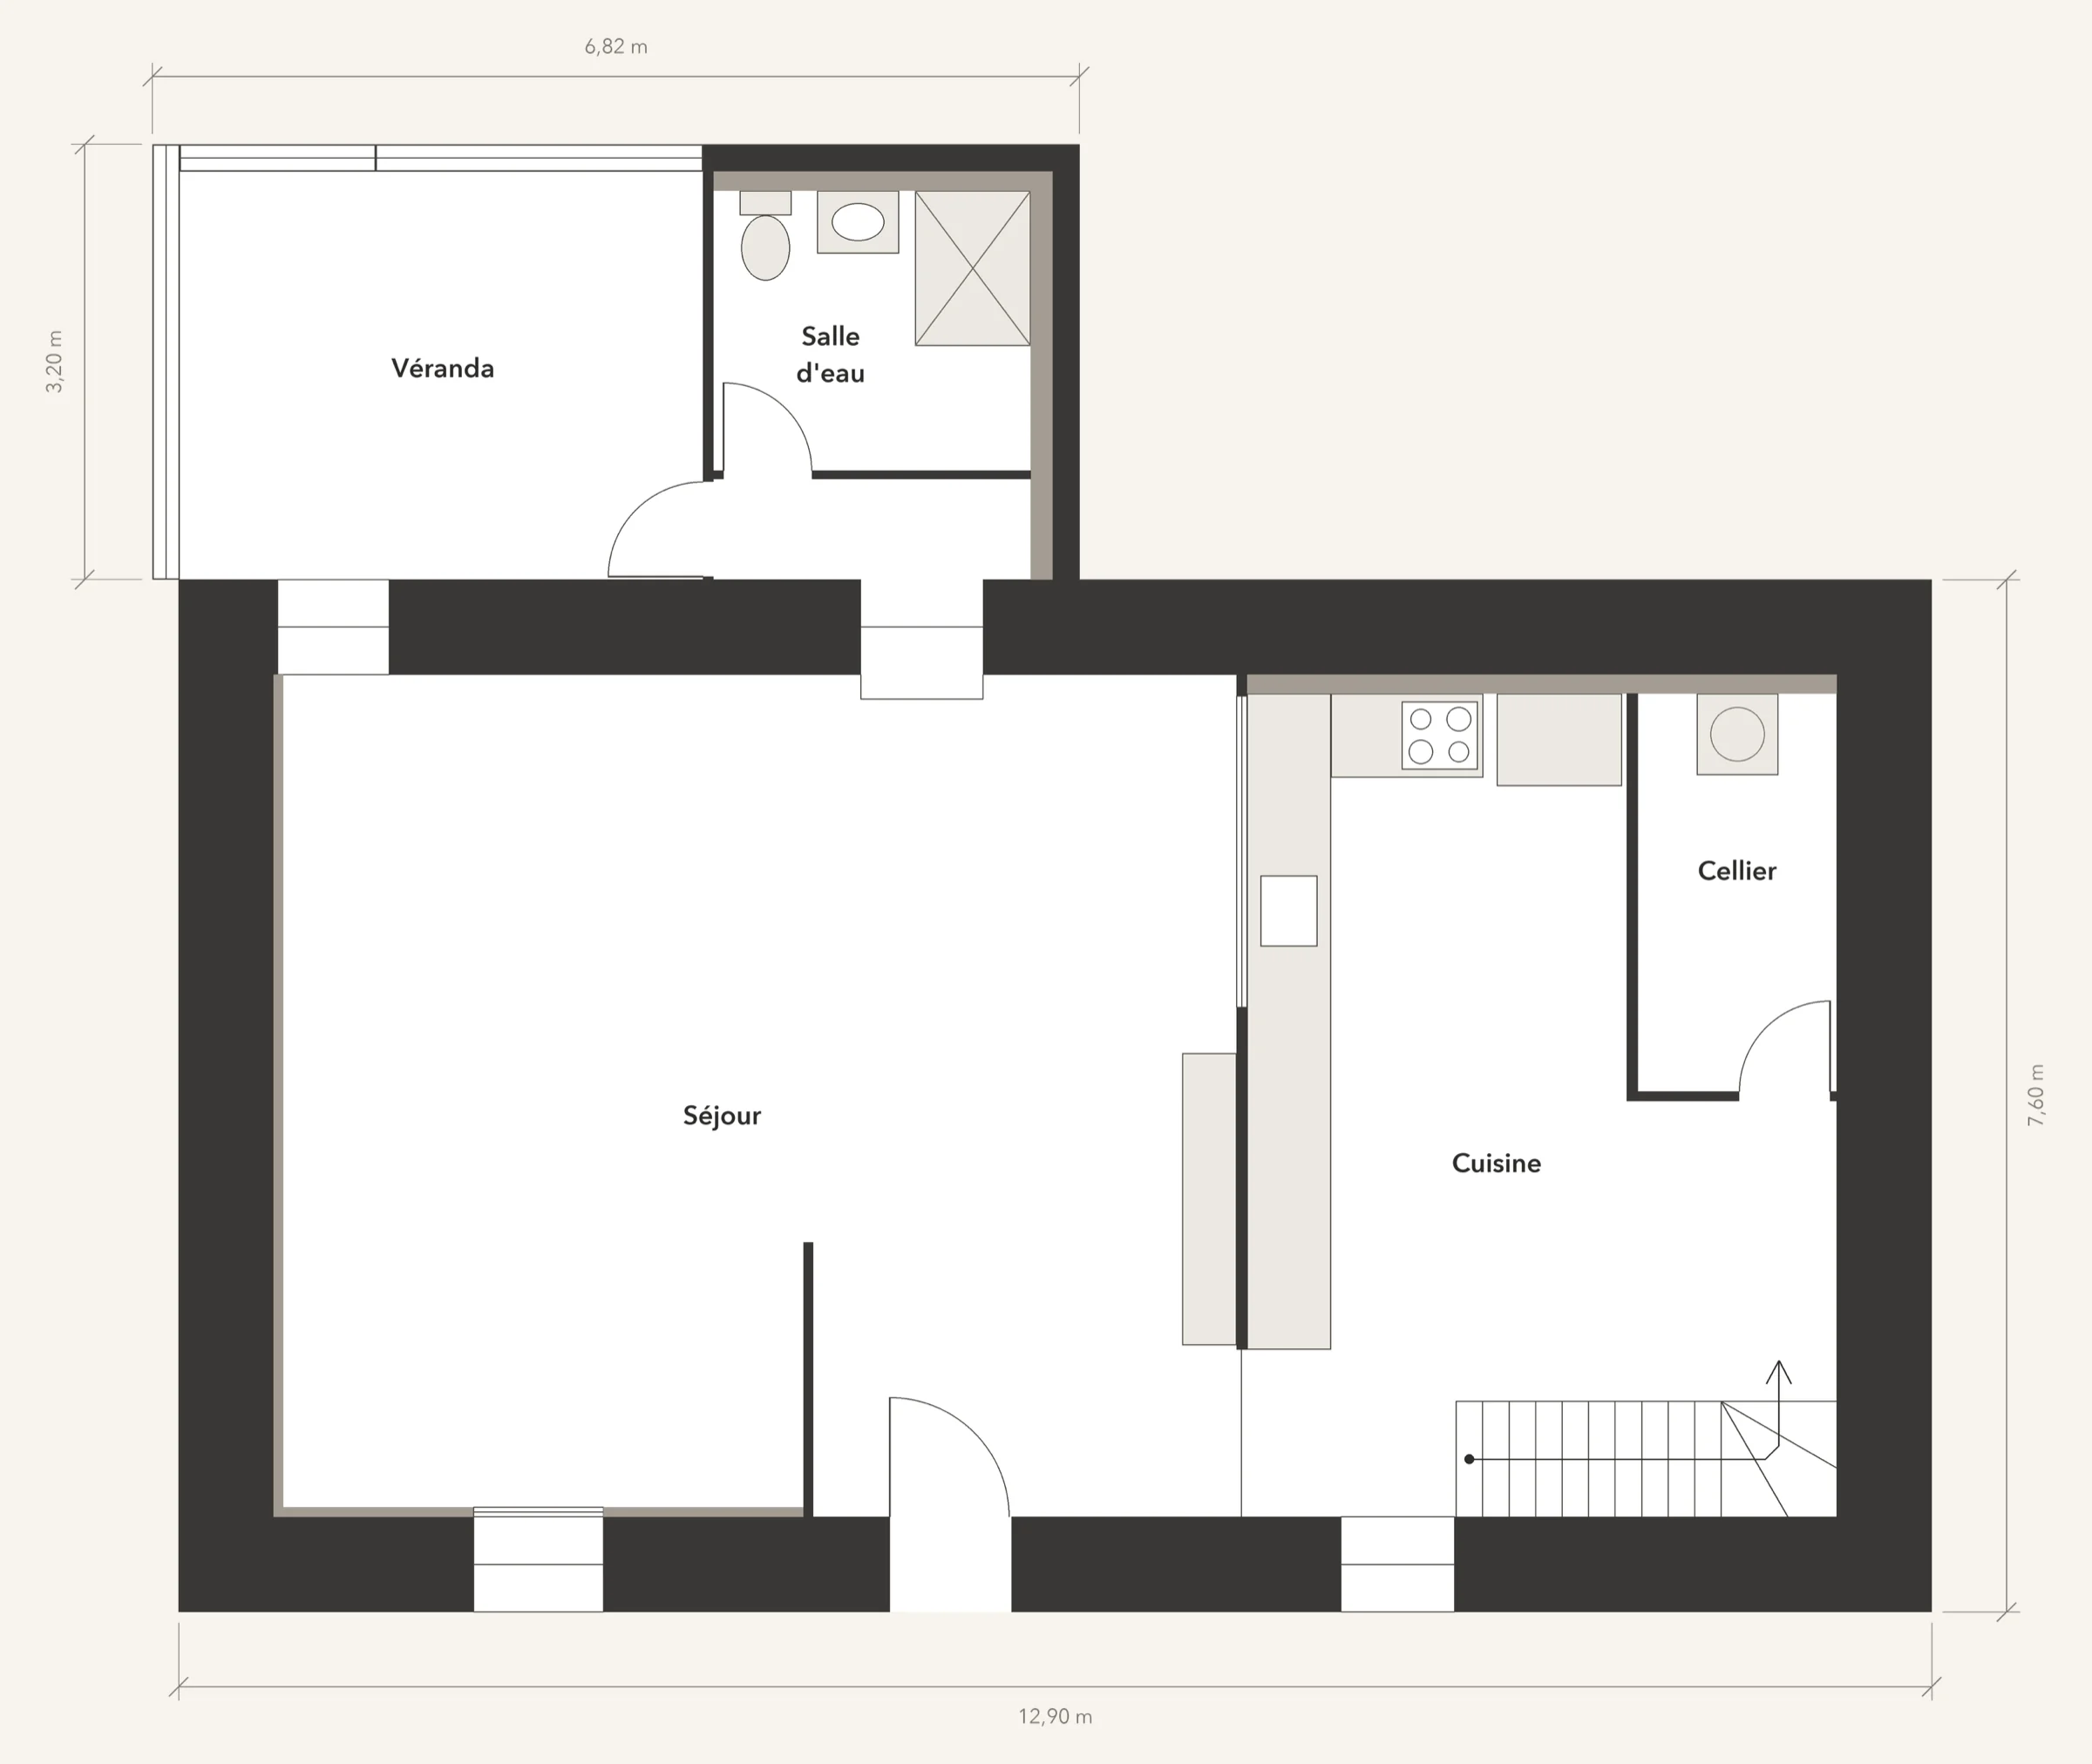 6,82 m
3,20 m
Véranda
Salle
d'eau
Cellier
Séjour
Cuisine
7,60 m
12,90 m